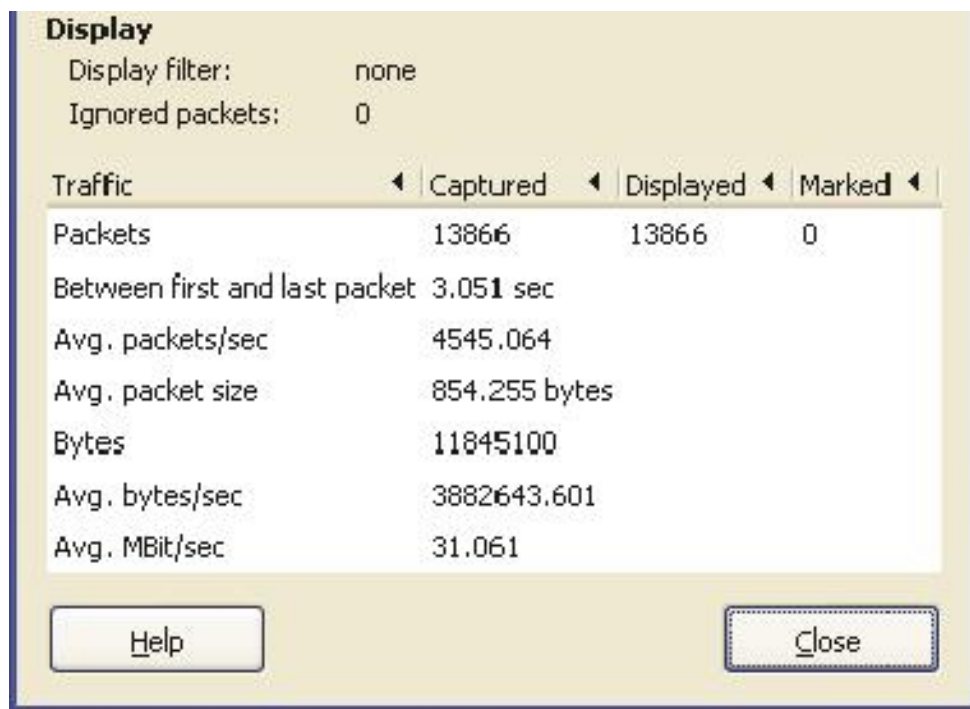 Display
Display filter: none
Ignored packets: 0
Traffic Captured Displayed Marked
Packets 13866 13866 0
Between first and last packet 3.051 sec
Avg. packets/sec 4545.064
Avg. packet size 854.255 bytes
Bytes 11845100
Avg. bytes/sec 3882643.601
Avg. MBit/sec 31.061
Help Close